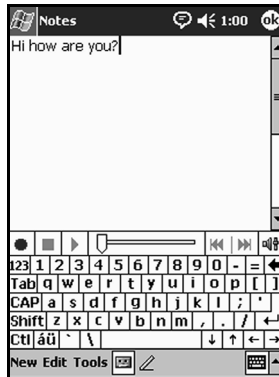 Notes 1:00 ok
Hi how are you?
123 1 2 3 4 5 6 7 8 9 0 - =
Tab q w e r t y u i o p [ ]
CAP a s d f g h j k l ; '
Shift z x c v b n m , . /
Ctl áü ` \
New Edit Tools